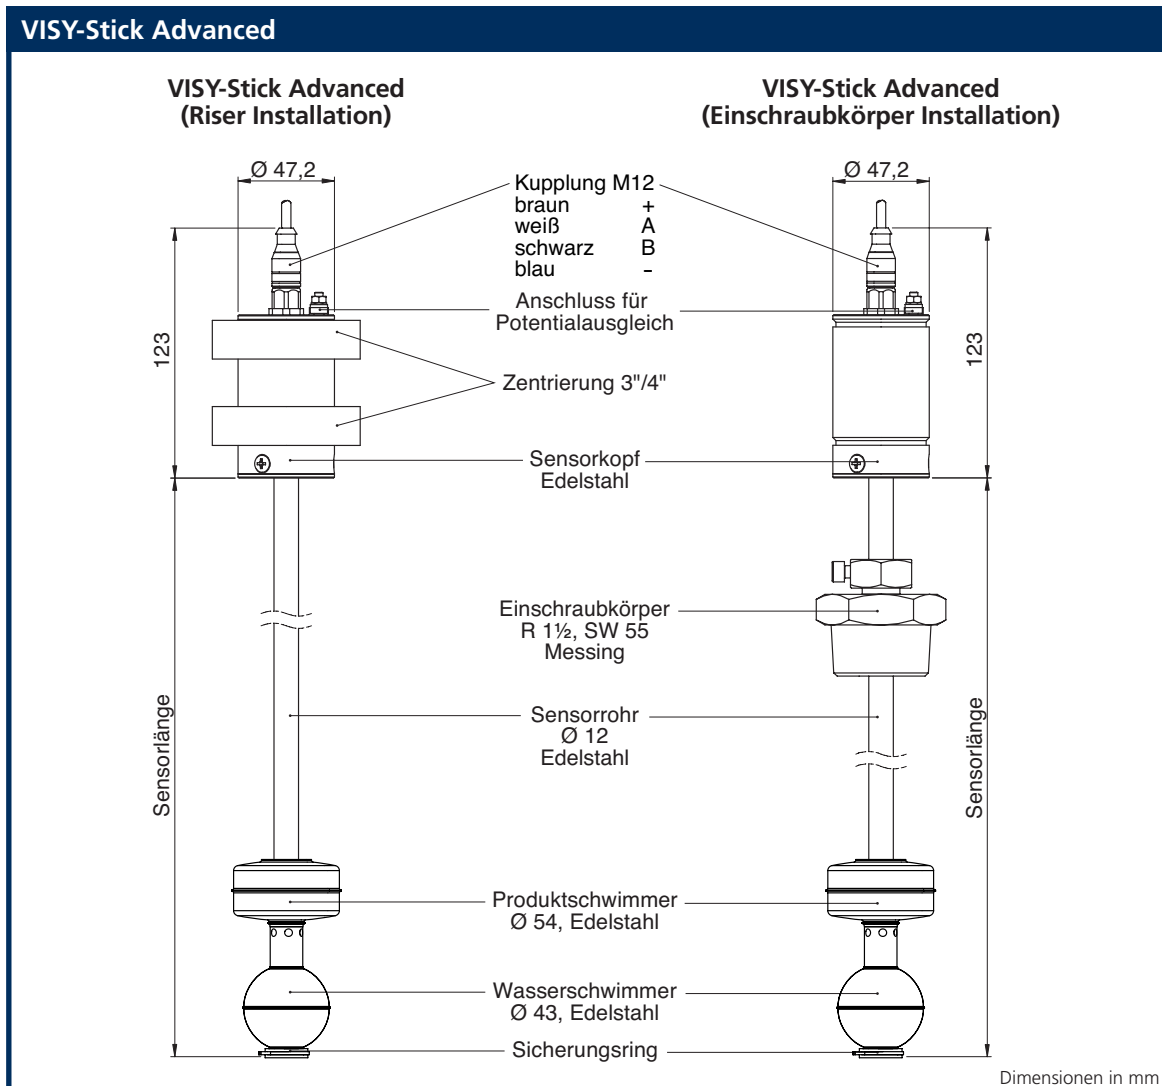 VISY-Stick Advanced
VISY-Stick Advanced
(Riser Installation)
VISY-Stick Advanced
(Einschraubkörper Installation)
Ø 47,2
Ø 47,2
Kupplung M12
braun +
weiß A
schwarz B
blau -
Anschluss für
Potentialausgleich
123
123
Zentrierung 3"/4"
Sensorkopf
Edelstahl
Einschraubkörper
R 1½, SW 55
Messing
Sensorrohr
Ø 12
Edelstahl
Sensorlänge
Sensorlänge
Produktschwimmer
Ø 54, Edelstahl
Wasserschwimmer
Ø 43, Edelstahl
Sicherungsring
Dimensionen in mm